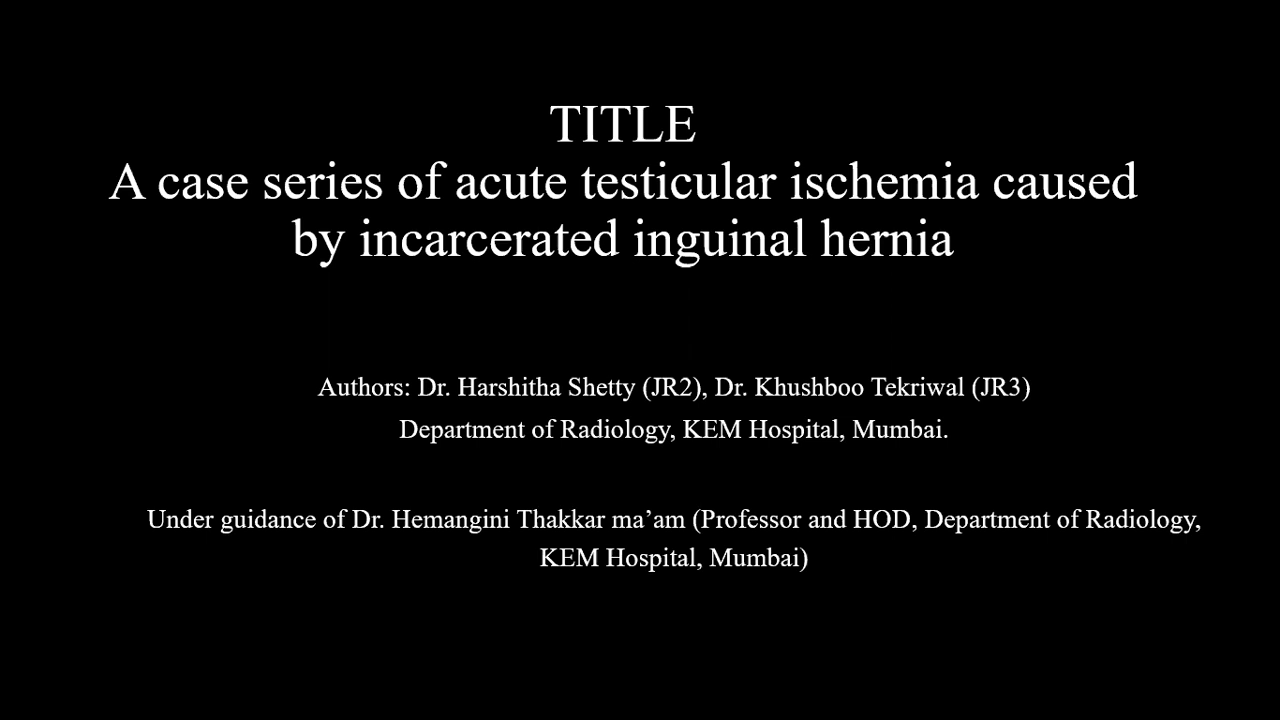 TITLE
A case series of acute testicular ischemia caused
by incarcerated inguinal hernia
Authors: Dr. Harshitha Shetty (JR2), Dr. Khushboo Tekriwal (JR3)
Department of Radiology, KEM Hospital, Mumbai.
Under guidance of Dr. Hemangini Thakkar ma’am (Professor and HOD, Department of Radiology,
KEM Hospital, Mumbai)